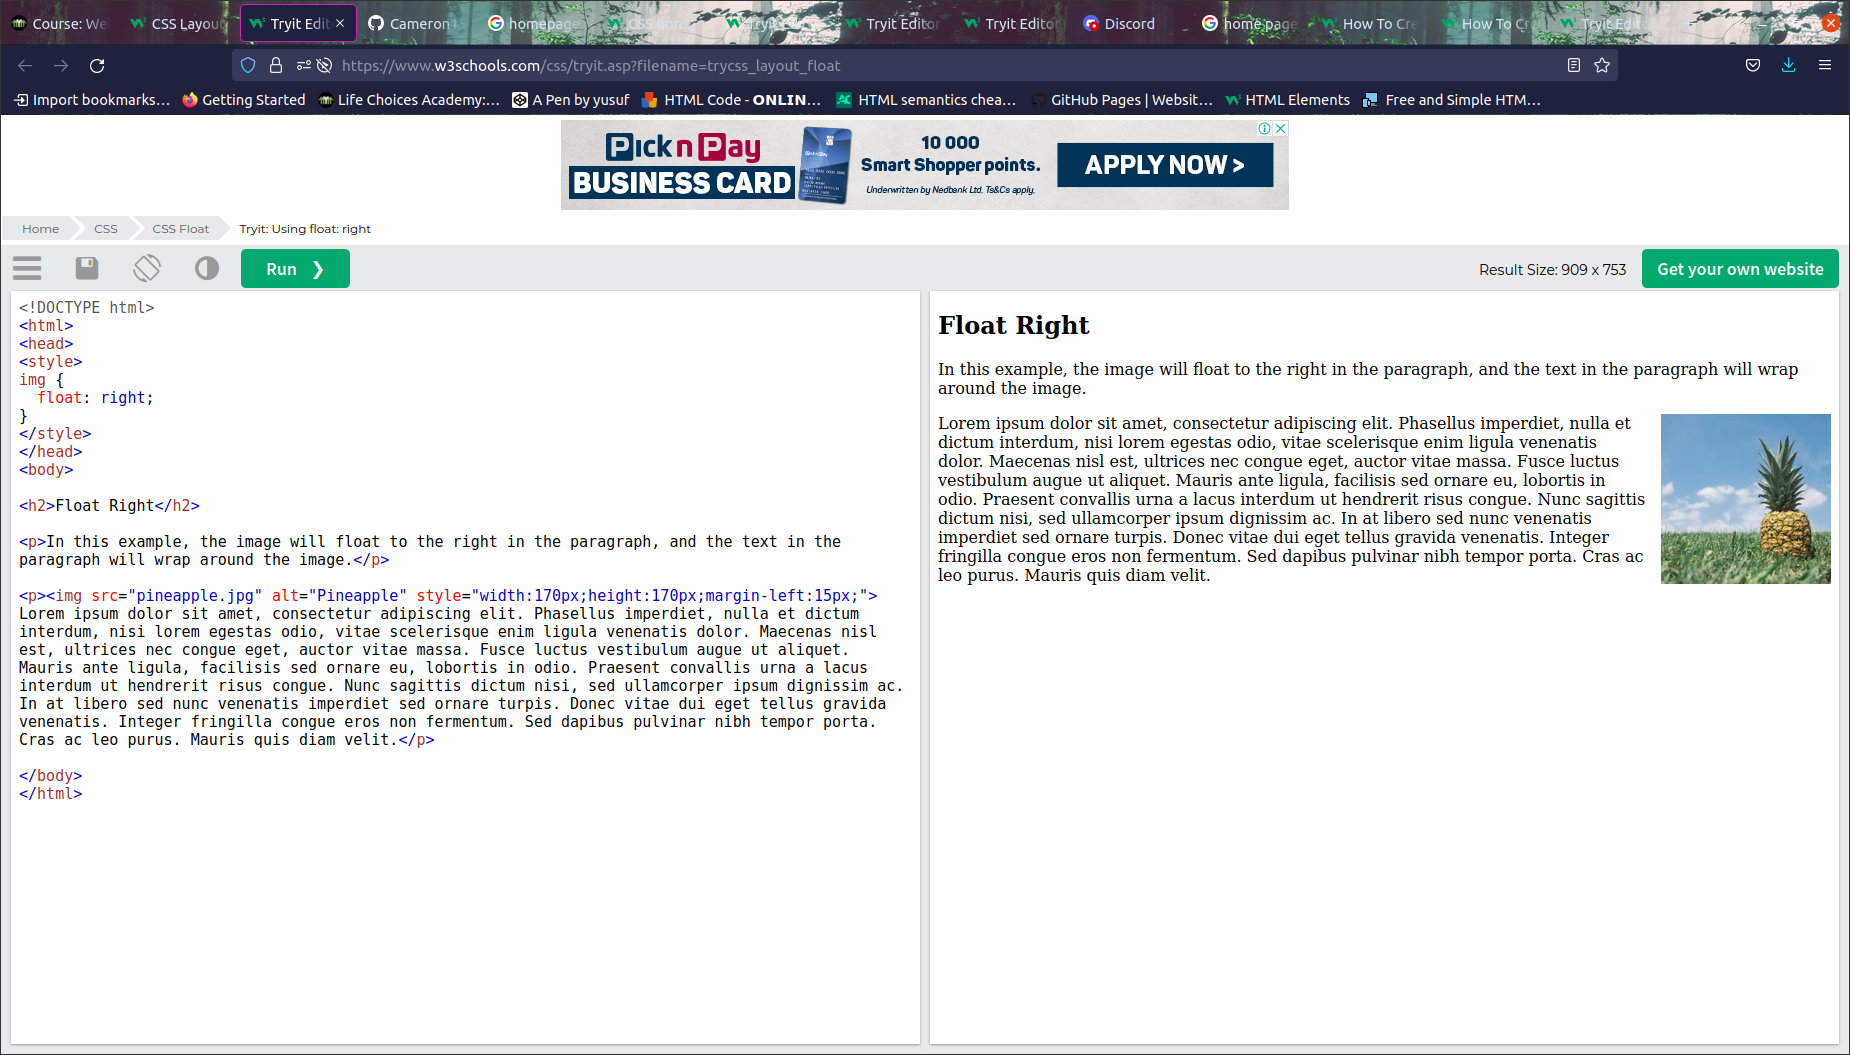 Course: We
CSS Layou
Tryit Edit
Cameron
homepage
CSS
Tryit Editor
Tryit Editor
Discord
home page
How To Cre
How To Cre
Tryit Edit
https://www.w3schools.com/css/tryit.asp?filename=trycss_layout_float
Import bookmarks...
Getting Started
Life Choices Academy:...
A Pen by yusuf
HTML Code - ONLIN...
HTML semantics chea...
GitHub Pages | Websit...
HTML Elements
Free and Simple HTM...
Pick n Pay
BUSINESS CARD
10 000
Smart Shopper points.
Underwritten by Nedbank Ltd. Ts&Cs apply.
APPLY NOW >
Home
CSS
CSS Float
Tryit: Using float: right
Run ❯
Result Size: 909 x 753
Get your own website
<!DOCTYPE html>
<html>
<head>
<style>
img {
  float: right;
}
</style>
</head>
<body>
<h2>Float Right</h2>
<p>In this example, the image will float to the right in the paragraph, and the text in the
paragraph will wrap around the image.</p>
<p><img src="pineapple.jpg" alt="Pineapple" style="width:170px;height:170px;margin-left:15px;">
Lorem ipsum dolor sit amet, consectetur adipiscing elit. Phasellus imperdiet, nulla et dictum
interdum, nisi lorem egestas odio, vitae scelerisque enim ligula venenatis dolor. Maecenas nisl
est, ultrices nec congue eget, auctor vitae massa. Fusce luctus vestibulum augue ut aliquet.
Mauris ante ligula, facilisis sed ornare eu, lobortis in odio. Praesent convallis urna a lacus
interdum ut hendrerit risus congue. Nunc sagittis dictum nisi, sed ullamcorper ipsum dignissim ac.
In at libero sed nunc venenatis imperdiet sed ornare turpis. Donec vitae dui eget tellus gravida
venenatis. Integer fringilla congue eros non fermentum. Sed dapibus pulvinar nibh tempor porta.
Cras ac leo purus. Mauris quis diam velit.</p>
</body>
</html>
Float Right
In this example, the image will float to the right in the paragraph, and the text in the paragraph will wrap
around the image.
Lorem ipsum dolor sit amet, consectetur adipiscing elit. Phasellus imperdiet, nulla et
dictum interdum, nisi lorem egestas odio, vitae scelerisque enim ligula venenatis
dolor. Maecenas nisl est, ultrices nec congue eget, auctor vitae massa. Fusce luctus
vestibulum augue ut aliquet. Mauris ante ligula, facilisis sed ornare eu, lobortis in
odio. Praesent convallis urna a lacus interdum ut hendrerit risus congue. Nunc sagittis
dictum nisi, sed ullamcorper ipsum dignissim ac. In at libero sed nunc venenatis
imperdiet sed ornare turpis. Donec vitae dui eget tellus gravida venenatis. Integer
fringilla congue eros non fermentum. Sed dapibus pulvinar nibh tempor porta. Cras ac
leo purus. Mauris quis diam velit.